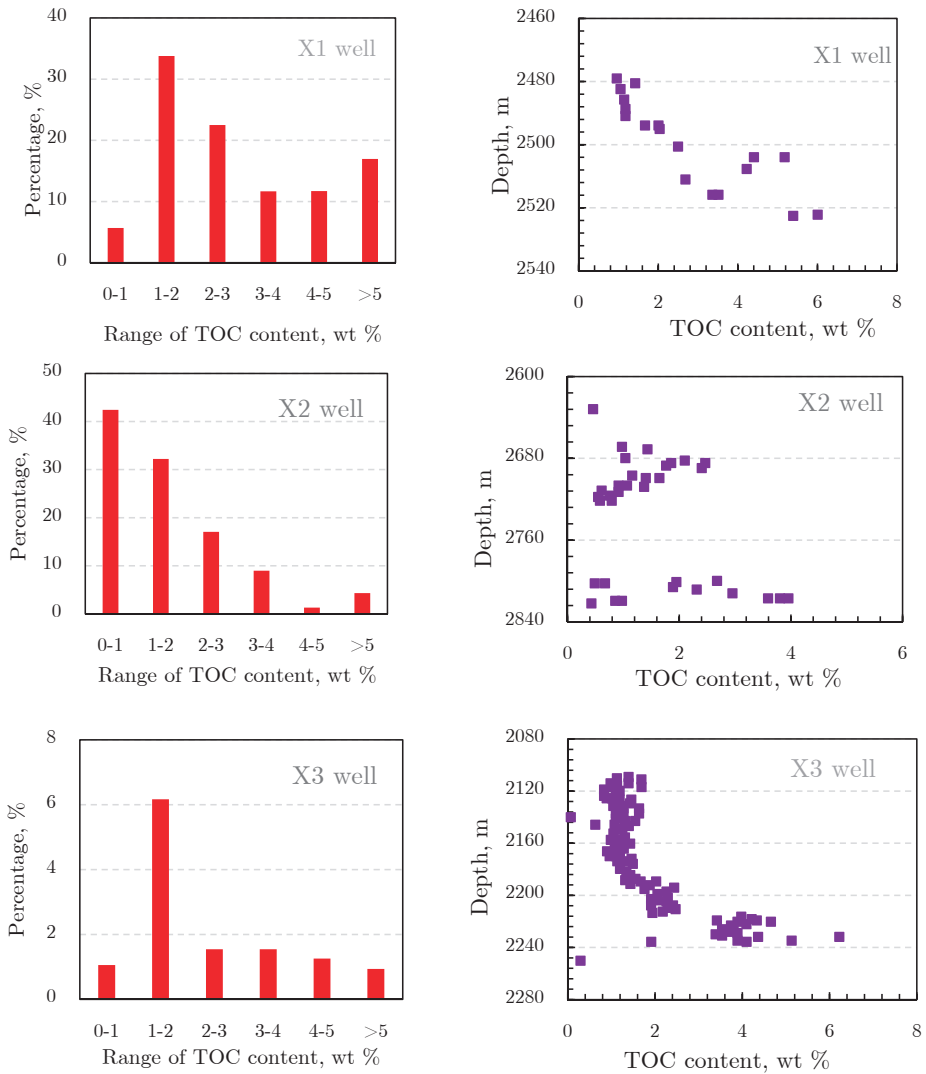 40
X1 well
30
20
10
0
Percentage, %
0-1 1-2 2-3 3-4 4-5 >5
Range of TOC content, wt %
2460
X1 well
2480
2500
2520
2540
Depth, m
0 2 4 6 8
TOC content, wt %
50
X2 well
40
30
20
10
0
Percentage, %
0-1 1-2 2-3 3-4 4-5 >5
Range of TOC content, wt %
2600
X2 well
2680
2760
2840
Depth, m
0 2 4 6
TOC content, wt %
8
X3 well
6
4
2
0
Percentage, %
0-1 1-2 2-3 3-4 4-5 >5
Range of TOC content, wt %
2080
X3 well
2120
2160
2200
2240
2280
Depth, m
0 2 4 6 8
TOC content, wt %